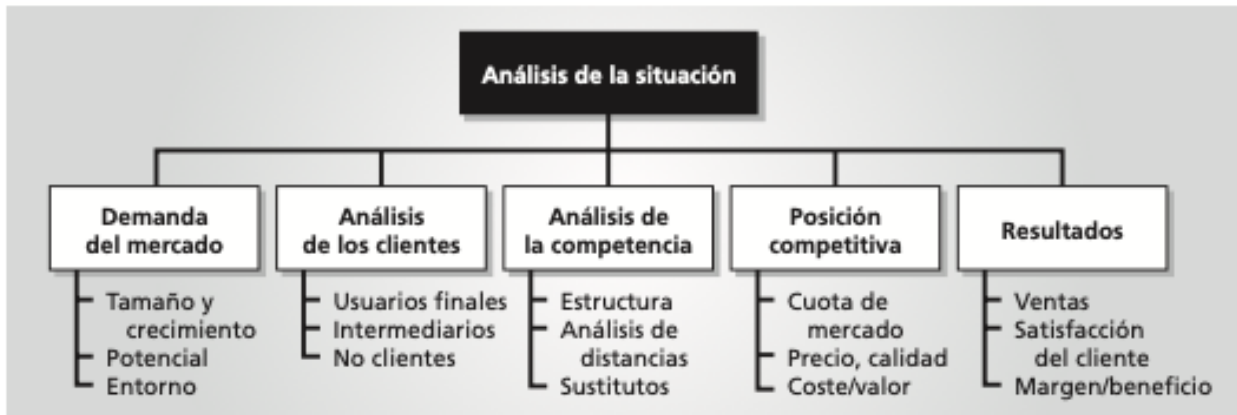 Análisis de la situación
Demanda
del mercado
Tamaño y
crecimiento
Potencial
Entorno
Análisis
de los clientes
Usuarios finales
Intermediarios
No clientes
Análisis de
la competencia
Estructura
Análisis de
distancias
Sustitutos
Posición
competitiva
Cuota de
mercado
Precio, calidad
Coste/valor
Resultados
Ventas
Satisfacción
del cliente
Margen/beneficio